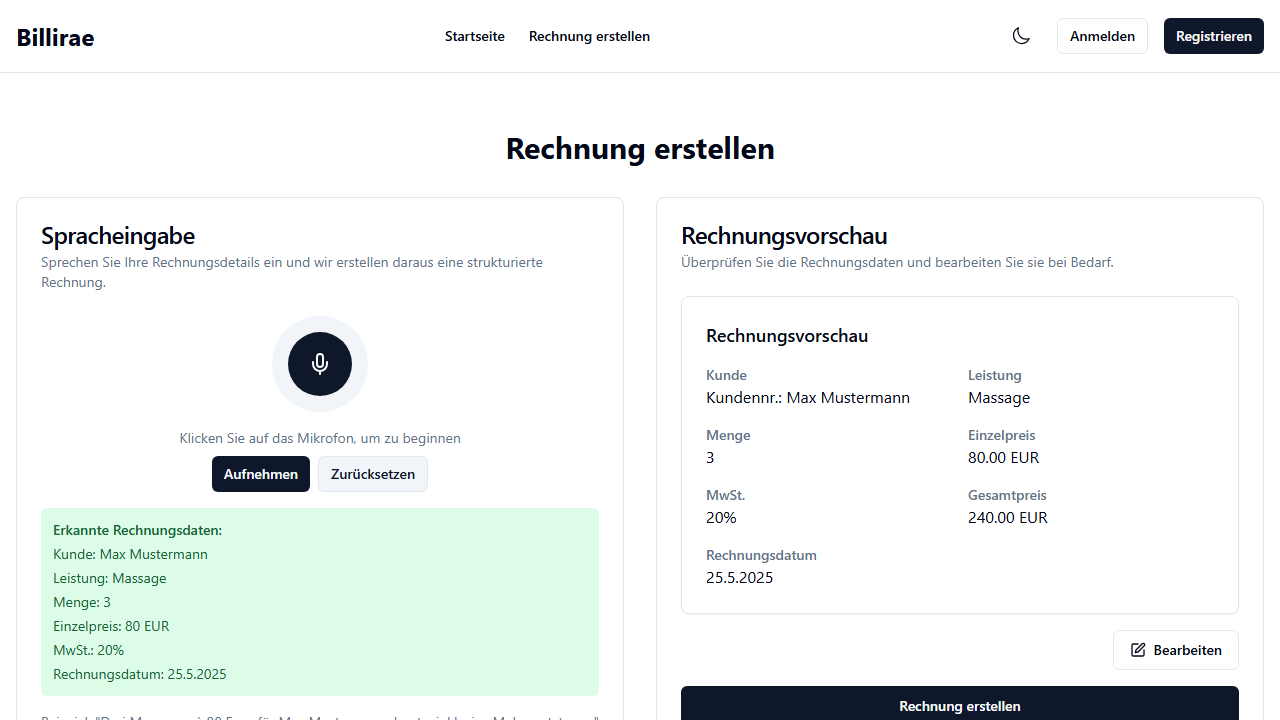 Billirae
Startseite
Rechnung erstellen
Anmelden
Registrieren
Rechnung erstellen
Spracheingabe
Sprechen Sie Ihre Rechnungsdetails ein und wir erstellen daraus eine strukturierte
Rechnung.
Klicken Sie auf das Mikrofon, um zu beginnen
Aufnehmen
Zurücksetzen
Erkannte Rechnungsdaten:
Kunde: Max Mustermann
Leistung: Massage
Menge: 3
Einzelpreis: 80 EUR
MwSt.: 20%
Rechnungsdatum: 25.5.2025
Rechnungsvorschau
Überprüfen Sie die Rechnungsdaten und bearbeiten Sie sie bei Bedarf.
Rechnungsvorschau
Kunde
Kundennr.: Max Mustermann
Leistung
Massage
Menge
3
Einzelpreis
80.00 EUR
MwSt.
20%
Gesamtpreis
240.00 EUR
Rechnungsdatum
25.5.2025
Bearbeiten
Rechnung erstellen